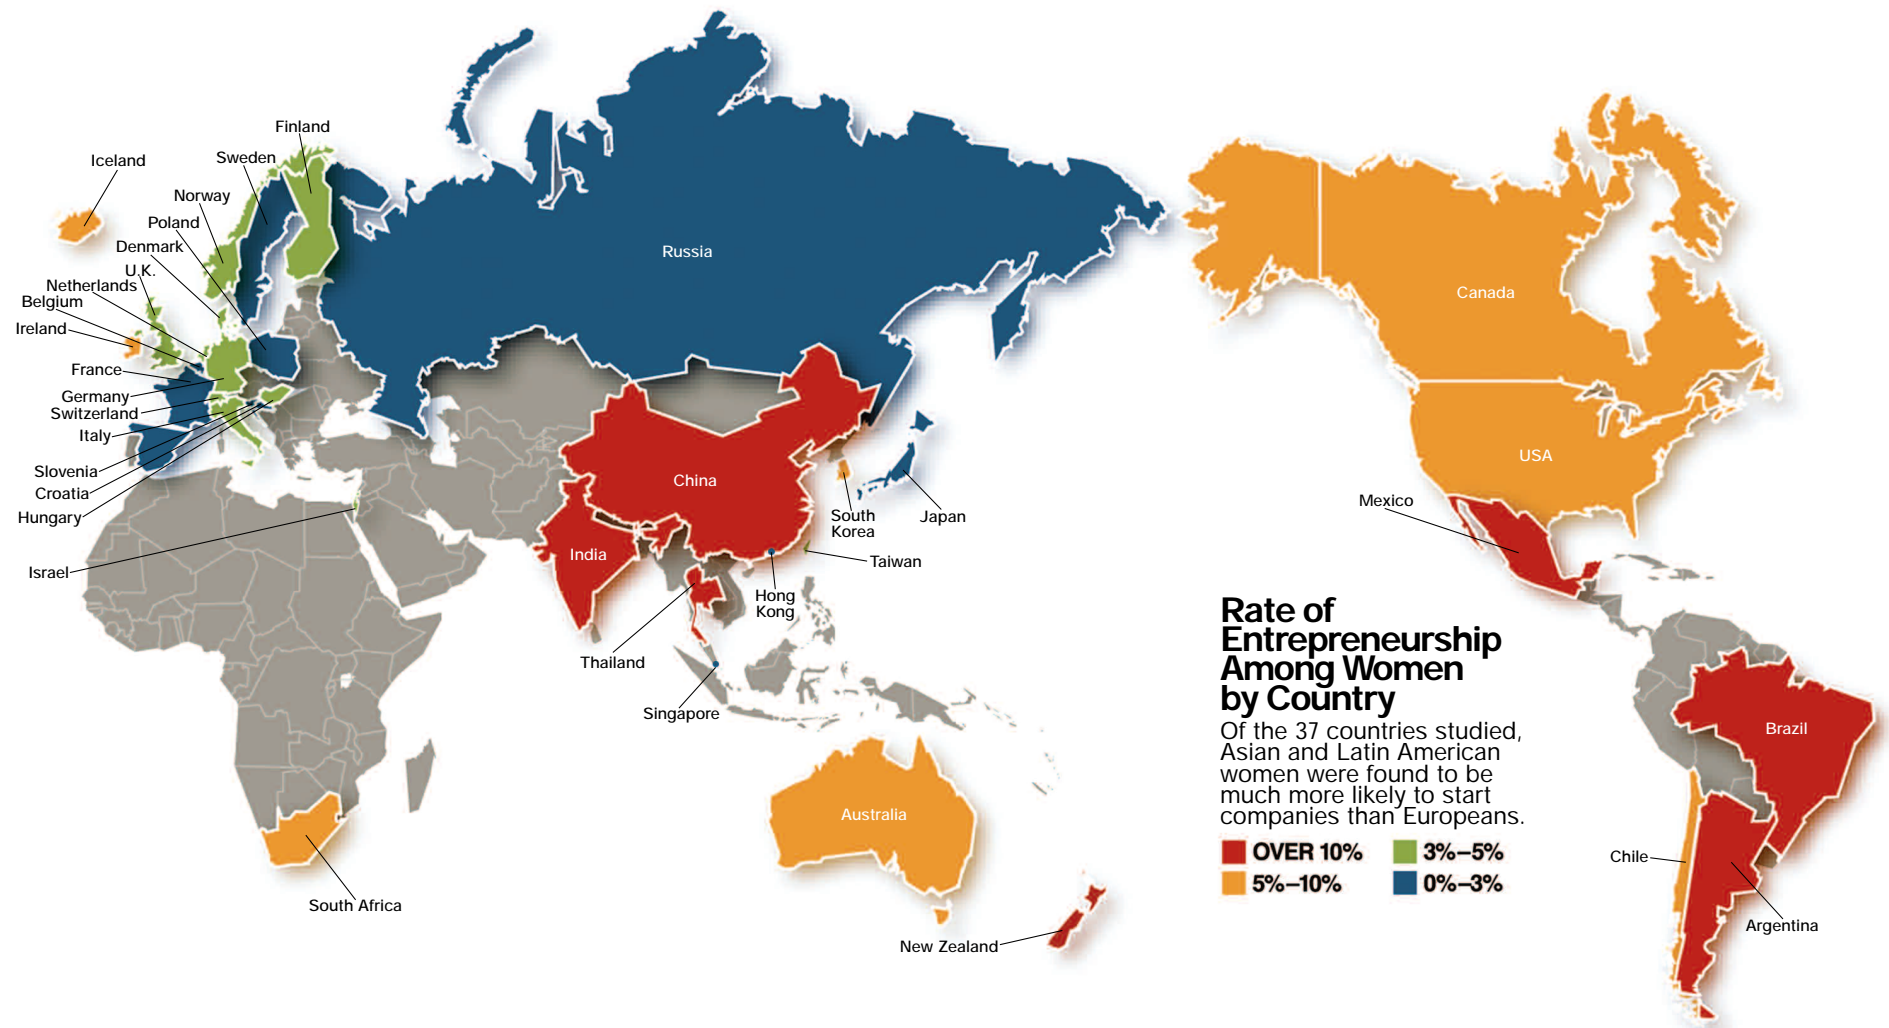 Finland
Iceland
Sweden
Norway
Poland
Denmark
U.K.
Netherlands
Belgium
Ireland
France
Germany
Switzerland
Italy
Slovenia
Croatia
Hungary
Israel
Russia
China
India
South
Korea
Japan
Taiwan
Hong
Kong
Thailand
Singapore
Australia
South Africa
New Zealand
Canada
USA
Mexico
Brazil
Chile
Argentina
Rate of
Entrepreneurship
Among Women
by Country
Of the 37 countries studied,
Asian and Latin American
women were found to be
much more likely to start
companies than Europeans.
OVER 10%
3%–5%
5%–10%
0%–3%